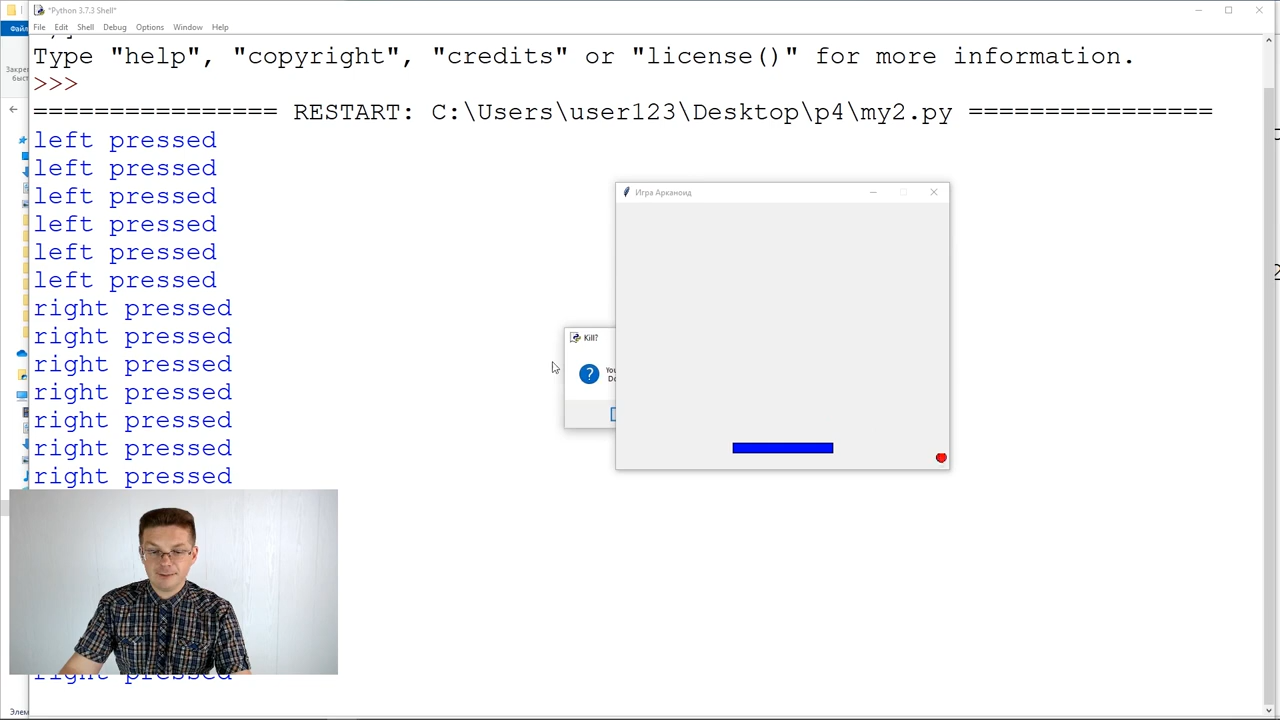 *Python 3.7.3 Shell*
File Edit Shell Debug Options Window Help
Type "help", "copyright", "credits" or "license()" for more information.
>>>
================ RESTART: C:\Users\user123\Desktop\p4\my2.py ================
left pressed
left pressed
left pressed
left pressed
left pressed
left pressed
right pressed
right pressed
right pressed
right pressed
right pressed
right pressed
right pressed
right pressed
Игра Арканоид
Kill?
?